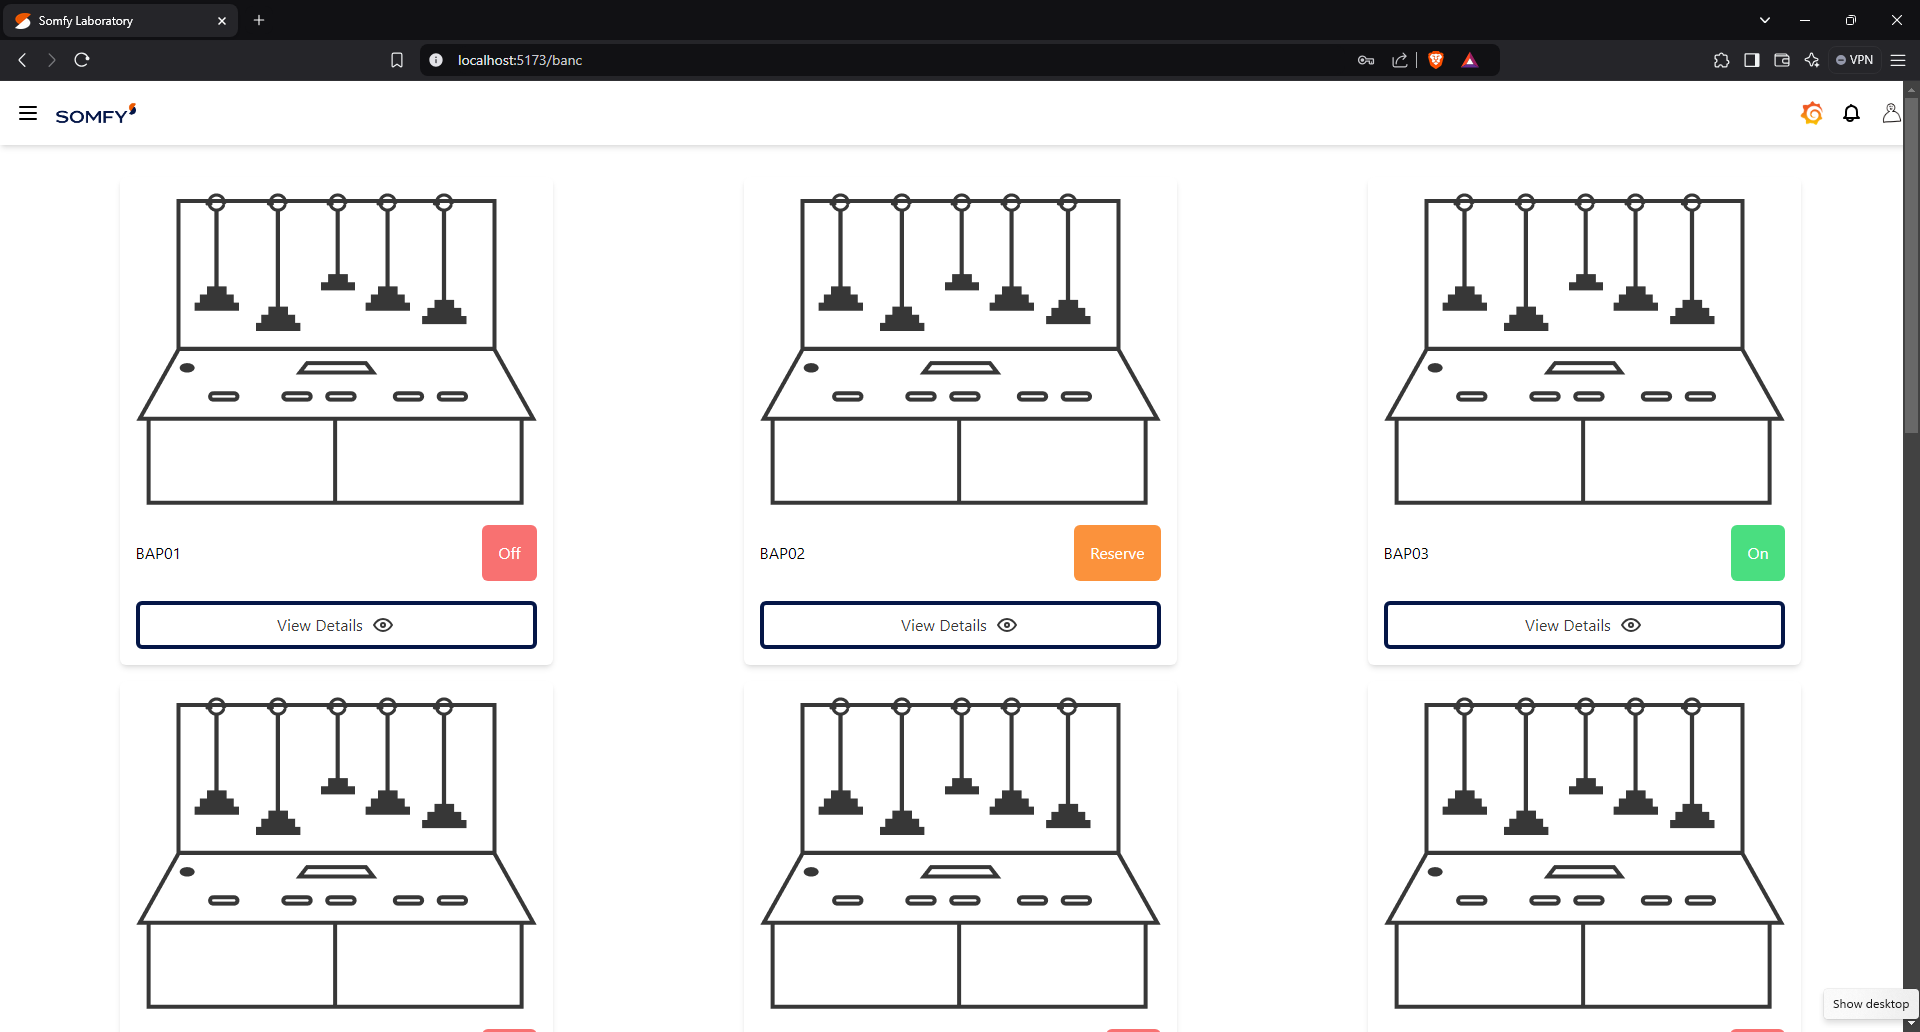 Somfy Laboratory
localhost:5173/banc
VPN
SOMFY
BAP01
Off
BAP02
Reserve
BAP03
On
View Details
View Details
View Details
Show desktop